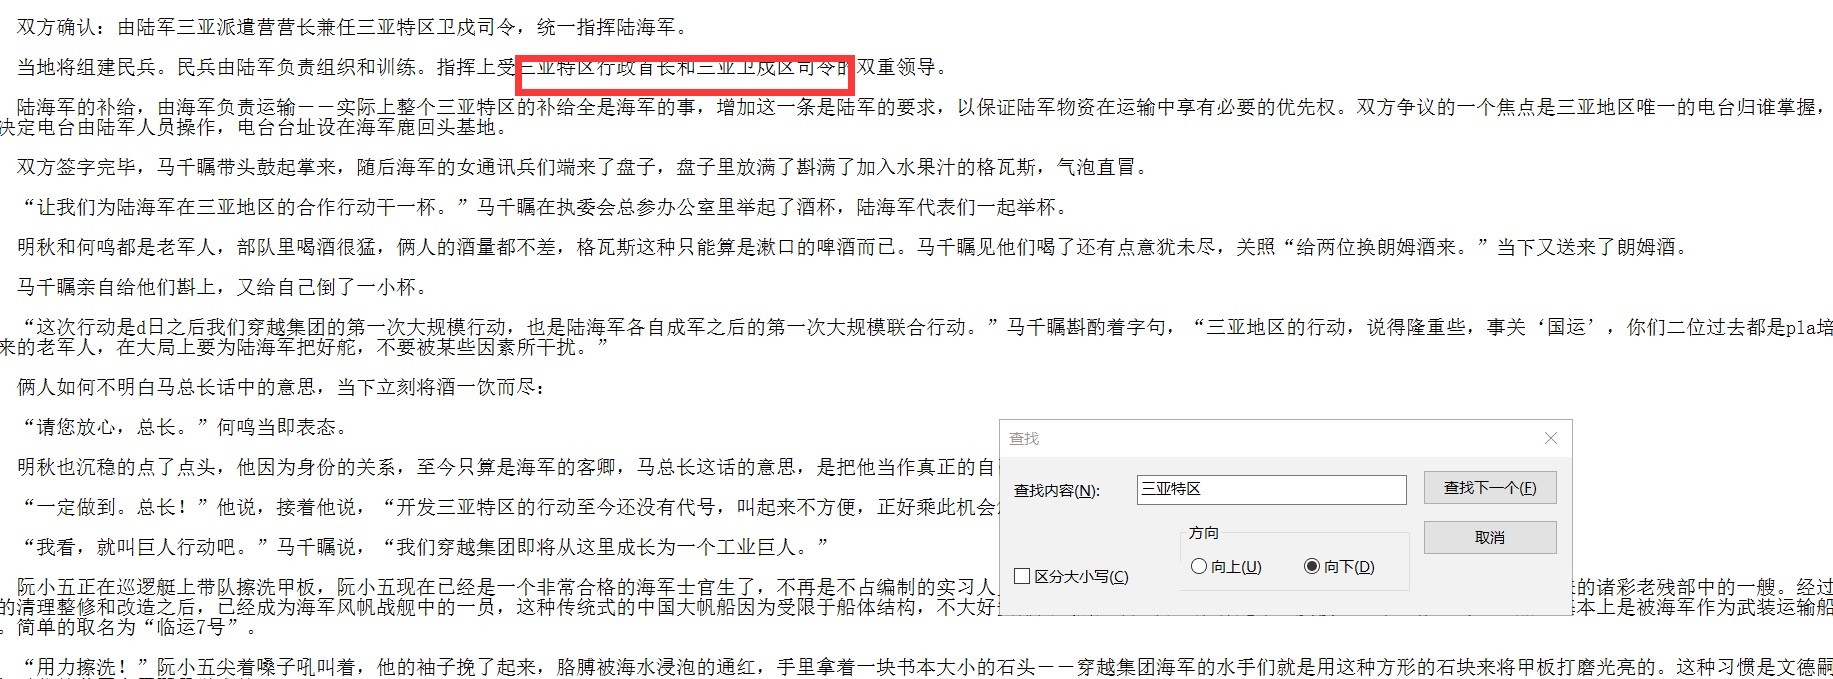 双方确认：由陆军三亚派遣营营长兼任三亚特区卫戍司令，统一指挥陆海军。
当地将组建民兵。民兵由陆军负责组织和训练。指挥上受三亚特区行政首长和三亚卫戍区司令的双重领导。
陆海军的补给，由海军负责运输－－实际上整个三亚特区的补给全是海军的事，增加这一条是陆军的要求，以保证陆军物资在运输中享有必要的优先权。双方争议的一个焦点是三亚地区唯一的电台归谁掌握，
决定电台由陆军人员操作，电台台址设在海军鹿回头基地。
双方签字完毕，马千瞩带头鼓起掌来，随后海军的女通讯兵们端来了盘子，盘子里放满了斟满了加入水果汁的格瓦斯，气泡直冒。
“让我们为陆海军在三亚地区的合作行动干一杯。”马千瞩在执委会总参办公室里举起了酒杯，陆海军代表们一起举杯。
明秋和何鸣都是老军人，部队里喝酒很猛，俩人的酒量都不差，格瓦斯这种只能算是漱口的啤酒而已。马千瞩见他们喝了还有点意犹未尽，关照“给两位换朗姆酒来。”当下又送来了朗姆酒。
马千瞩亲自给他们斟上，又给自己倒了一小杯。
“这次行动是d日之后我们穿越集团的第一次大规模行动，也是陆海军各自成军之后的第一次大规模联合行动。”马千瞩斟酌着字句，“三亚地区的行动，说得隆重些，事关‘国运’，你们二位过去都是pla培
来的老军人，在大局上要为陆海军把好舵，不要被某些因素所干扰。”
俩人如何不明白马总长话中的意思，当下立刻将酒一饮而尽：
“请您放心，总长。”何鸣当即表态。
明秋也沉稳的点了点头，他因为身份的关系，至今只算是海军的客卿，马总长这话的意思，是把他当作真正的自
“一定做到。总长！”他说，接着他说，“开发三亚特区的行动至今还没有代号，叫起来不方便，正好乘此机会
“我看，就叫巨人行动吧。”马千瞩说，“我们穿越集团即将从这里成长为一个工业巨人。”
阮小五正在巡逻艇上带队擦洗甲板，阮小五现在已经是一个非常合格的海军士官生了，不再是不占编制的实习人 的诸彩老残部中的一艘。经过
的清理整修和改造之后，已经成为海军风帆战舰中的一员，这种传统式的中国大帆船因为受限于船体结构，不大好 本上是被海军作为武装运输船
。简单的取名为“临运7号”。
“用力擦洗！”阮小五尖着嗓子吼叫着，他的袖子挽了起来，胳膊被海水浸泡的通红，手里拿着一块书本大小的石头－－穿越集团海军的水手们就是用这种方形的石块来将甲板打磨光亮的。这种习惯是文德嗣
查找
查找内容(N):
三亚特区
查找下一个(F)
取消
方向
向上(U)
向下(D)
区分大小写(C)